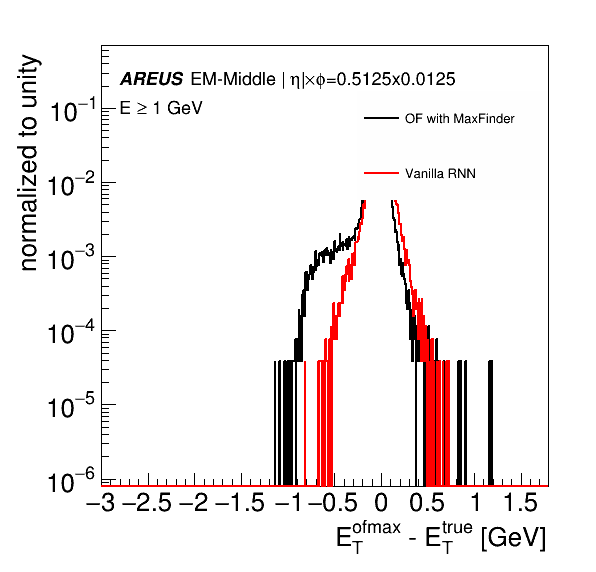 normalized to unity
AREUS EM-Middle | η|×ϕ=0.5125x0.0125
E ≥ 1 GeV
OF with MaxFinder
Vanilla RNN
10⁻¹
10⁻²
10⁻³
10⁻⁴
10⁻⁵
10⁻⁶
−3 −2.5 −2 −1.5 −1 −0.5 0 0.5 1 1.5
E_T^ofmax - E_T^true [GeV]